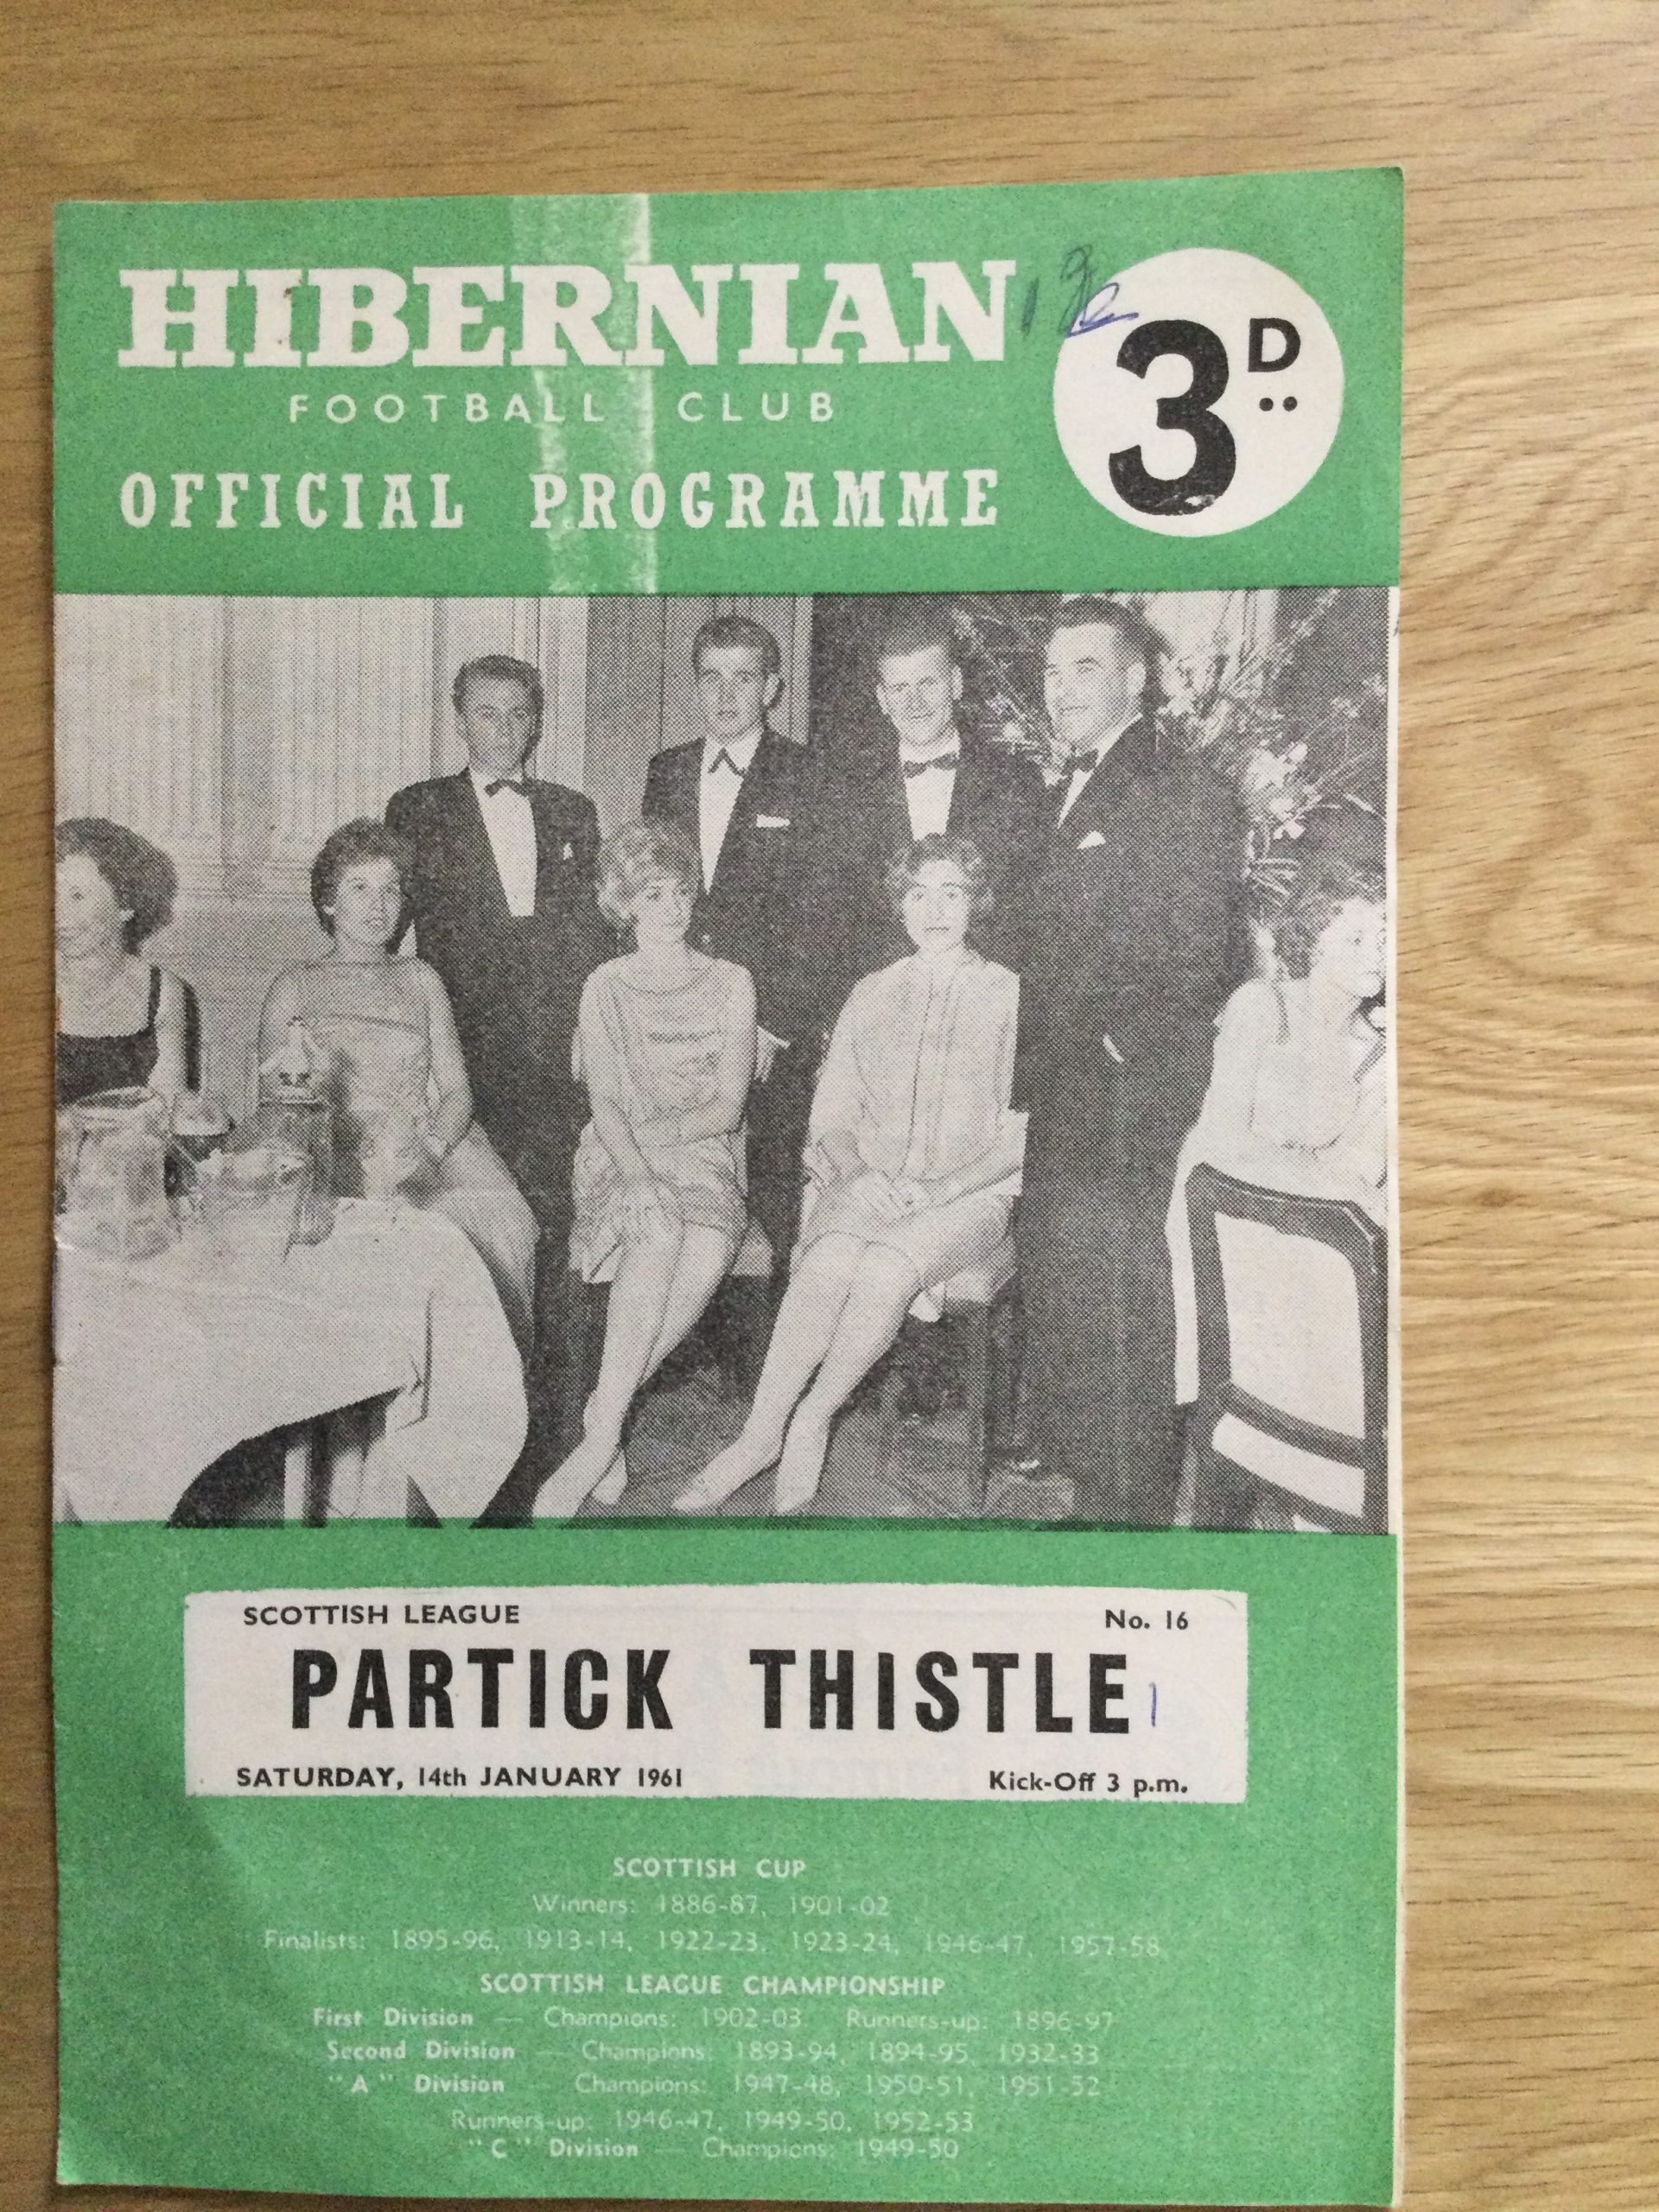 HIBERNIAN
FOOTBALL CLUB
OFFICIAL PROGRAMME
3D
SCOTTISH LEAGUE No. 16
PARTICK THISTLE
SATURDAY, 14th JANUARY 1961 Kick-Off 3 p.m.
SCOTTISH CUP
Winners: 1886-87, 1901-02
Finalists: 1895-96, 1913-14, 1922-23, 1923-24, 1946-47, 1957-58
SCOTTISH LEAGUE CHAMPIONSHIP
First Division — Champions: 1902-03. Runners-up: 1896-97
Second Division — Champions: 1893-94, 1894-95, 1932-33
"A" Division — Champions: 1947-48, 1950-51, 1951-52
Runners-up: 1946-47, 1949-50, 1952-53
"C" Division — Champions: 1949-50